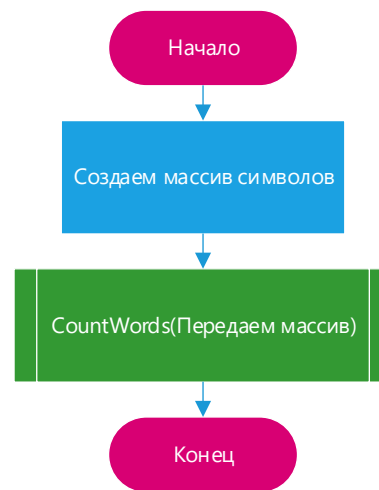 Начало
Создаем массив символов
CountWords(Передаем массив)
Конец